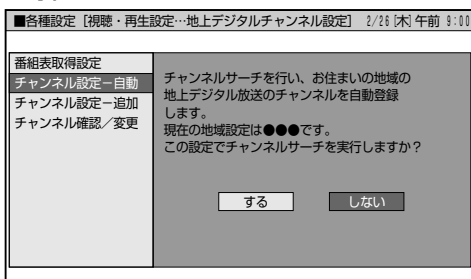 ■各種設定［視聴・再生設定…地上デジタルチャンネル設定］ 2/26[木]午前 9:00
番組表取得設定
チャンネル設定－自動
チャンネル設定－追加
チャンネル確認／変更
チャンネルサーチを行い、お住まいの地域の
地上デジタル放送のチャンネルを自動登録
します。
現在の地域設定は●●●です。
この設定でチャンネルサーチを実行しますか？
する
しない